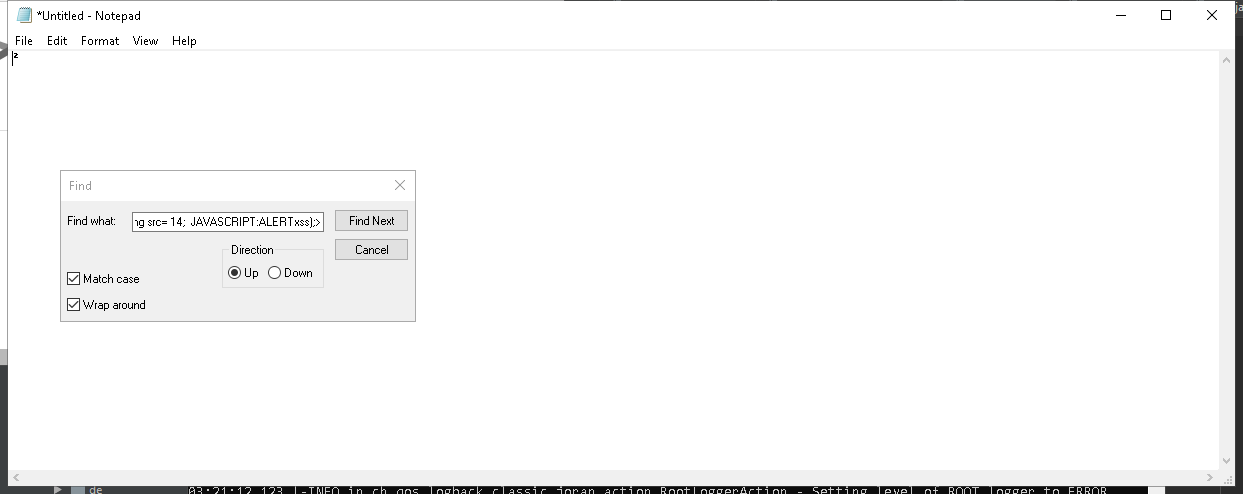 *Untitled - Notepad
File Edit Format View Help
²
Find
Find what: ng src= 14; JAVASCRIPT:ALERTxss);> Find Next
Direction Cancel
Up Down
Match case
Wrap around
de 03:21:12,123 |-INFO in ch.qos.logback.classic.joran.action.RootLoggerAction - Setting level of ROOT logger to ERROR